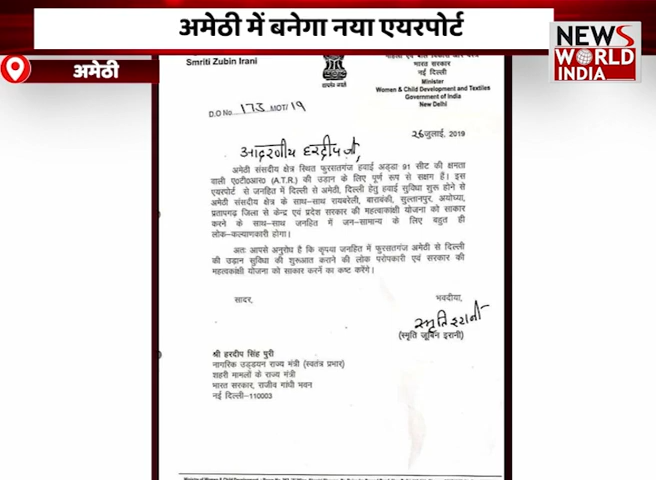 अमेठी में बनेगा नया एयरपोर्ट
NEWS
WORLD
INDIA
अमेठी
Smriti Zubin Irani
भारत सरकार
नई दिल्ली
Minister
Women & Child Development and Textiles
Government of India
New Delhi
D.O No. 173 MOT/19
26 जुलाई, 2019
आदरणीय हरदीप जी,
अमेठी संसदीय क्षेत्र स्थित फुरसतगंज हवाई अड्डा 91 सीट की क्षमता
वाली ए०टी०आर० (A.T.R.) की उड़ान के लिए पूर्ण रूप से सक्षम है। इस
एयरपोर्ट से जनहित में दिल्ली से अमेठी, दिल्ली हेतु हवाई सुविधा शुरू होने से
अमेठी संसदीय क्षेत्र के साथ-साथ रायबरेली, बाराबंकी, सुल्तानपुर, अयोध्या,
प्रतापगढ़ जिला से केन्द्र एवं प्रदेश सरकार की महत्वकांक्षी योजना को साकार
करने के साथ-साथ जनहित में जन-सामान्य के लिए बहुत ही
लोक-कल्याणकारी होगा।
अतः आपसे अनुरोध है कि कृपया जनहित में फुरसतगंज अमेठी से दिल्ली
की उड़ान सुविधा की शुरूआत कराने की लोक परोपकारी एवं सरकार की
महत्वकांक्षी योजना को साकार करनें का कष्ट करेंगे।
सादर,
भवदीया,
स्मृति इरानी
(स्मृति जूबिन इरानी)
श्री हरदीप सिंह पुरी
नागरिक उड्डयन राज्य मंत्री (स्वतंत्र प्रभार)
शहरी मामलों के राज्य मंत्री
भारत सरकार, राजीव गांधी भवन
नई दिल्ली-110003